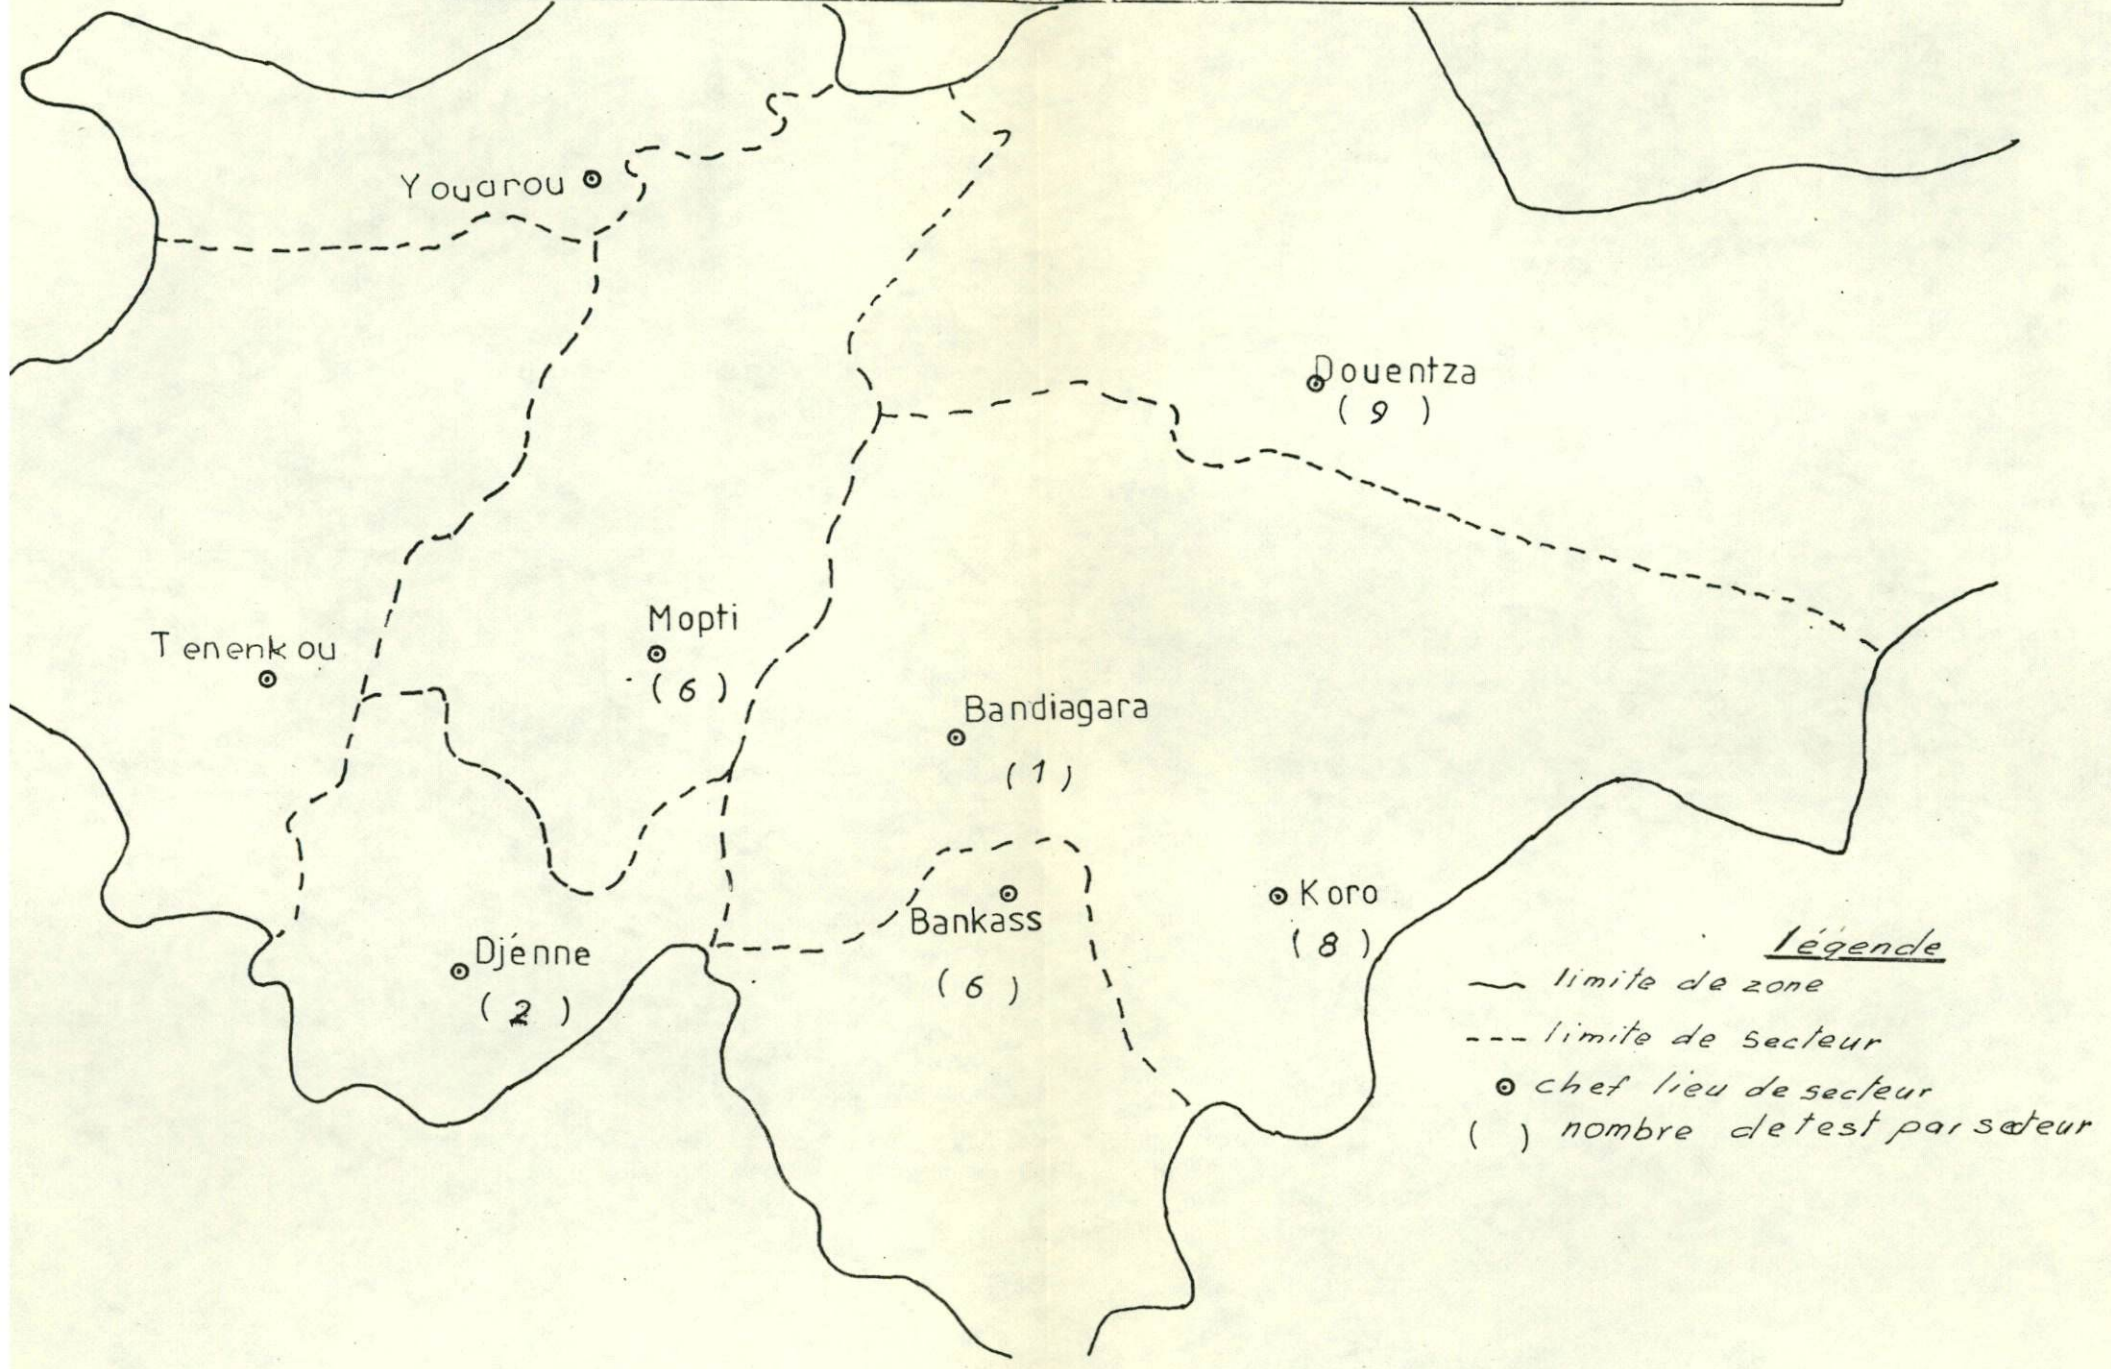 Youarou
Douentza
( 9 )
Mopti
( 6 )
Tenenkou
Bandiagara
( 1 )
Koro
( 8 )
Bankass
( 6 )
Djénne
( 2 )
légende
limite de zone
limite de secteur
chef lieu de secteur
( ) nombre de test par secteur